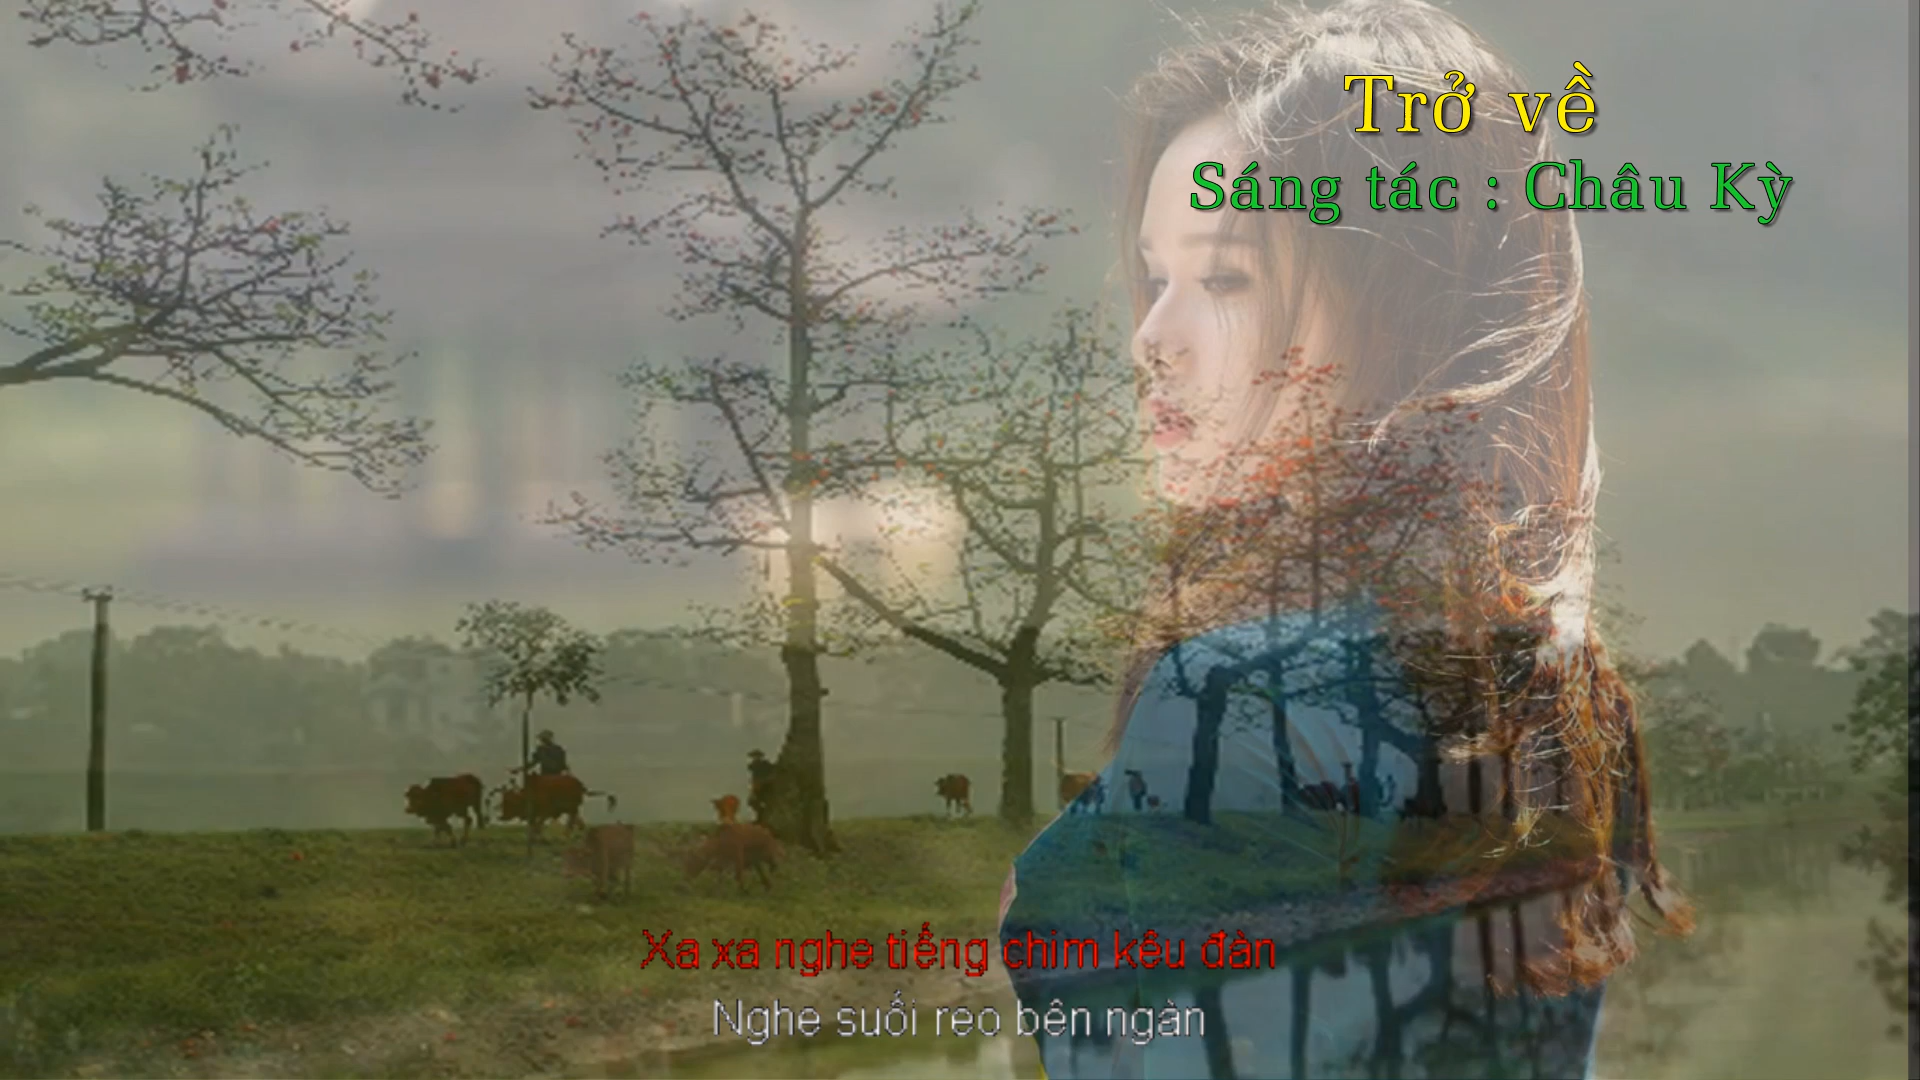 Trở về
Sáng tác : Châu Kỳ
Xa xa nghe tiếng chim kêu đàn
Nghe suối reo bên ngàn